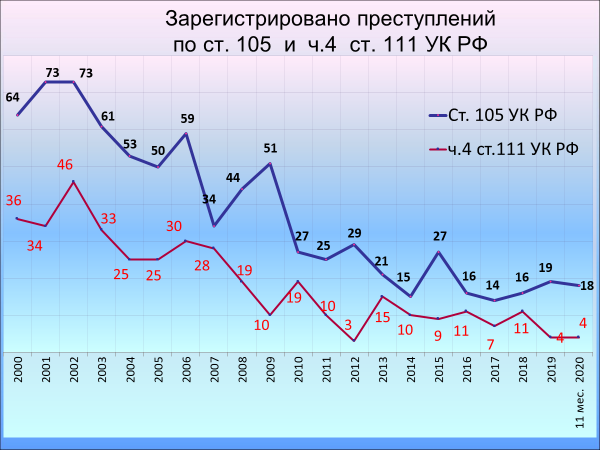 Зарегистрировано преступлений
по ст. 105 и ч.4 ст. 111 УК РФ
Ст. 105 УК РФ
ч.4 ст.111 УК РФ
64 73 73 61 53 50 59 34 44 51 27 25 29 21 15 27 16 14 16 19 18
36 34 46 33 25 25 30 28 19 10 19 10 3 15 10 9 11 7 11 4 4
2000 2001 2002 2003 2004 2005 2006 2007 2008 2009 2010 2011 2012 2013 2014 2015 2016 2017 2018 2019 11 мес. 2020